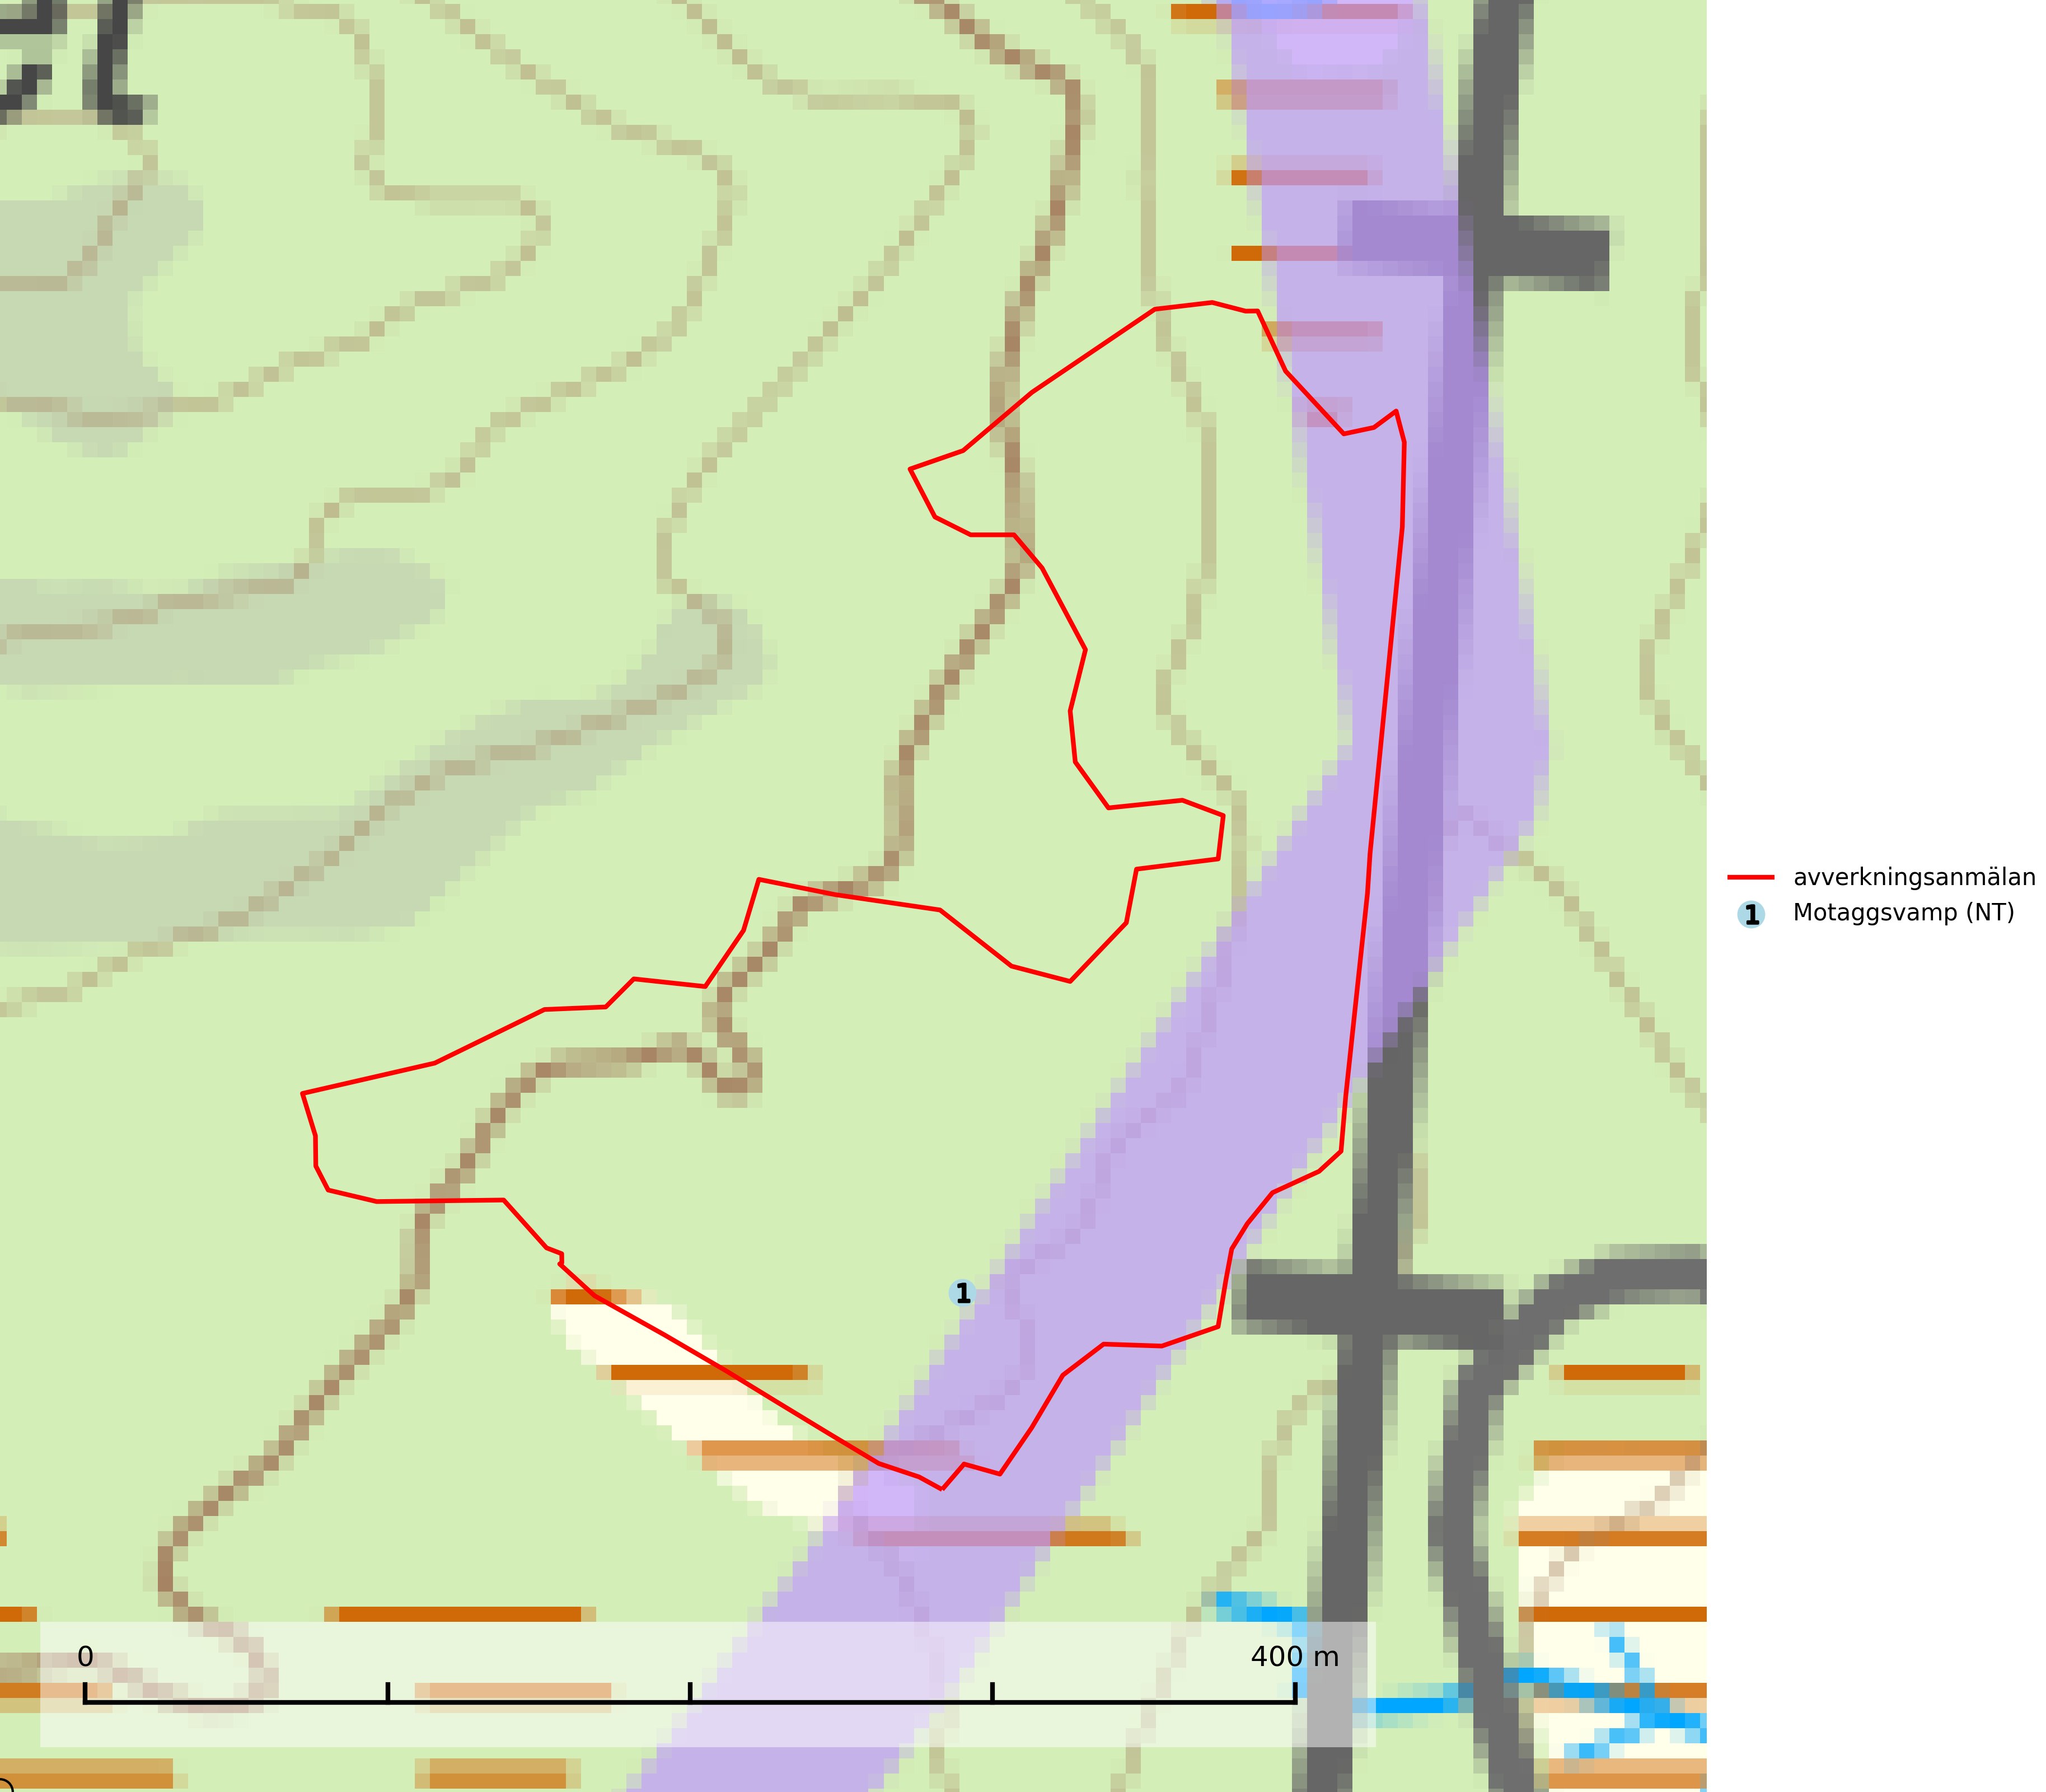 avverkningsanmälan
1 Motaggsvamp (NT)
1
0 400 m